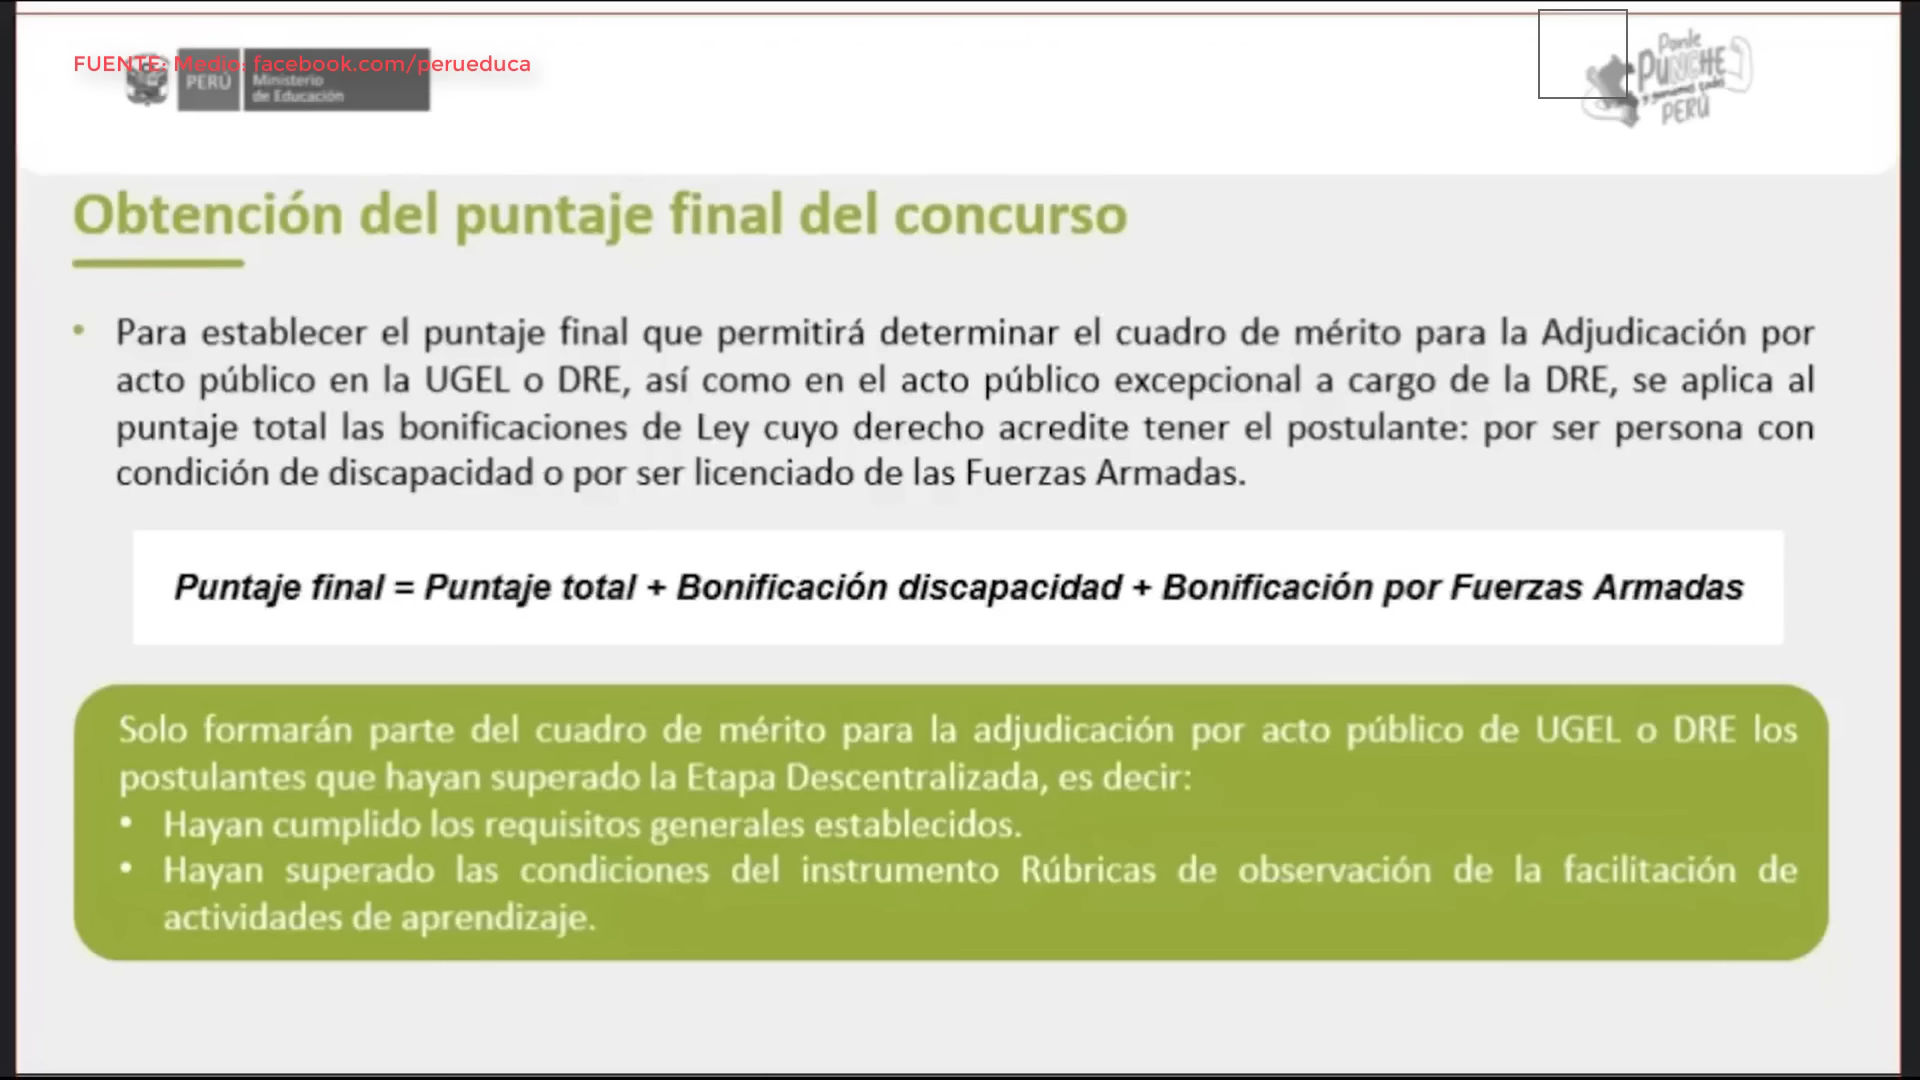 FUENTE: Medio: facebook.com/perueduca
PERÚ
Ministerio
de Educación
Ponle
PUNCHE
PERÚ
Obtención del puntaje final del concurso
• Para establecer el puntaje final que permitirá determinar el cuadro de mérito para la Adjudicación por
acto público en la UGEL o DRE, así como en el acto público excepcional a cargo de la DRE, se aplica al
puntaje total las bonificaciones de Ley cuyo derecho acredite tener el postulante: por ser persona con
condición de discapacidad o por ser licenciado de las Fuerzas Armadas.
Puntaje final = Puntaje total + Bonificación discapacidad + Bonificación por Fuerzas Armadas
Solo formarán parte del cuadro de mérito para la adjudicación por acto público de UGEL o DRE los
postulantes que hayan superado la Etapa Descentralizada, es decir:
• Hayan cumplido los requisitos generales establecidos.
• Hayan superado las condiciones del instrumento Rúbricas de observación de la facilitación de
actividades de aprendizaje.